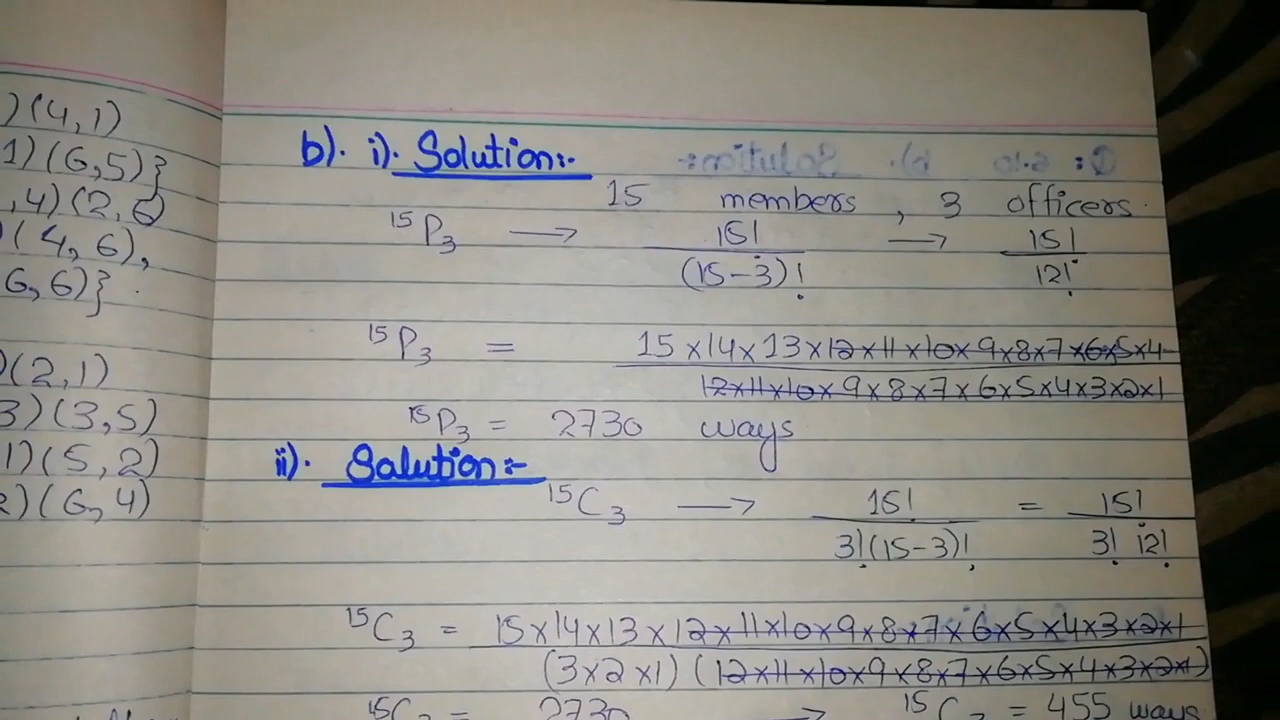 )(4,1)
1)(6,5)}
,4)(2,6
)(4,6),
6,6)}
)(2,1)
3)(3,5)
1)(5,2)
2)(6,4)
b). i). Solution:-
15 members, 3 officers.
¹⁵P₃ → 15!/(15-3)! → 15!/12!
¹⁵P₃ = 15×14×13×12×11×10×9×8×7×6×5×4/12×11×10×9×8×7×6×5×4×3×2×1
¹⁵P₃ = 2730 ways
ii). Salution:-
¹⁵C₃ → 15!/3!(15-3)! = 15!/3! 12!
¹⁵C₃ = 15×14×13×12×11×10×9×8×7×6×5×4×3×2×1/(3×2×1)(12×11×10×9×8×7×6×5×4×3×2×1)
¹⁵C₃ = 2730 → ¹⁵C₃ = 455 ways